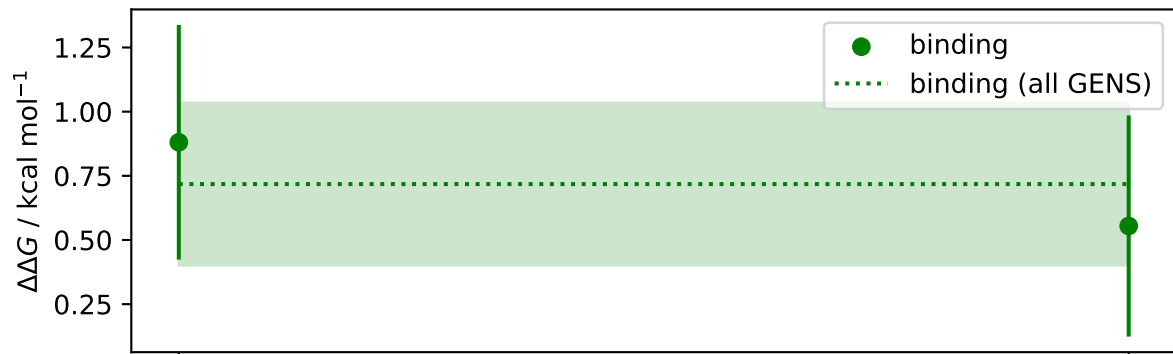 1.25
1.00
0.75
0.50
0.25
ΔΔG / kcal mol⁻¹
binding
binding (all GENS)